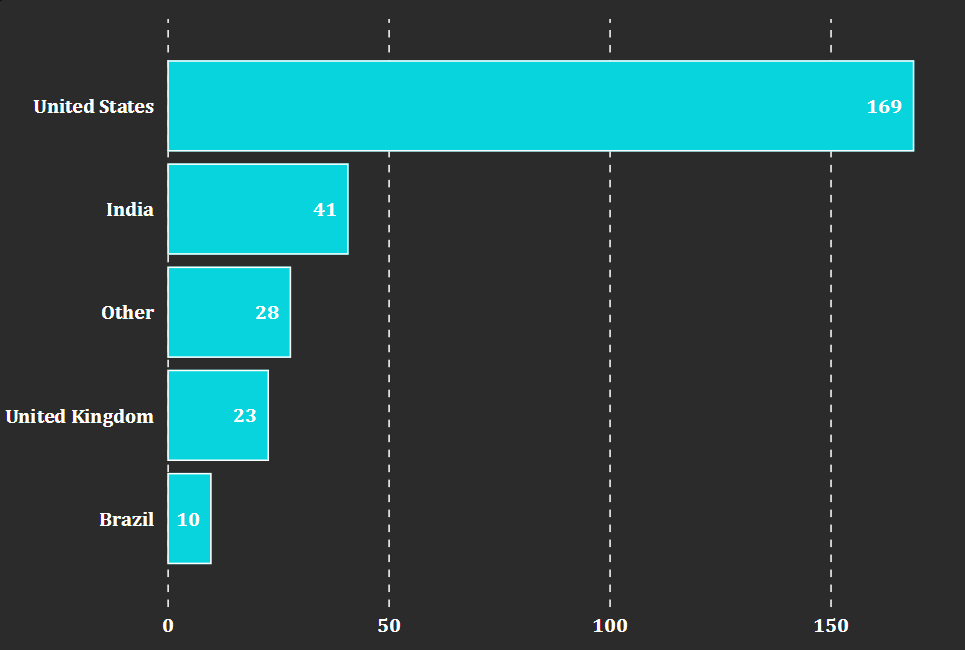 United States 169
India 41
Other 28
United Kingdom 23
Brazil 10
0 50 100 150